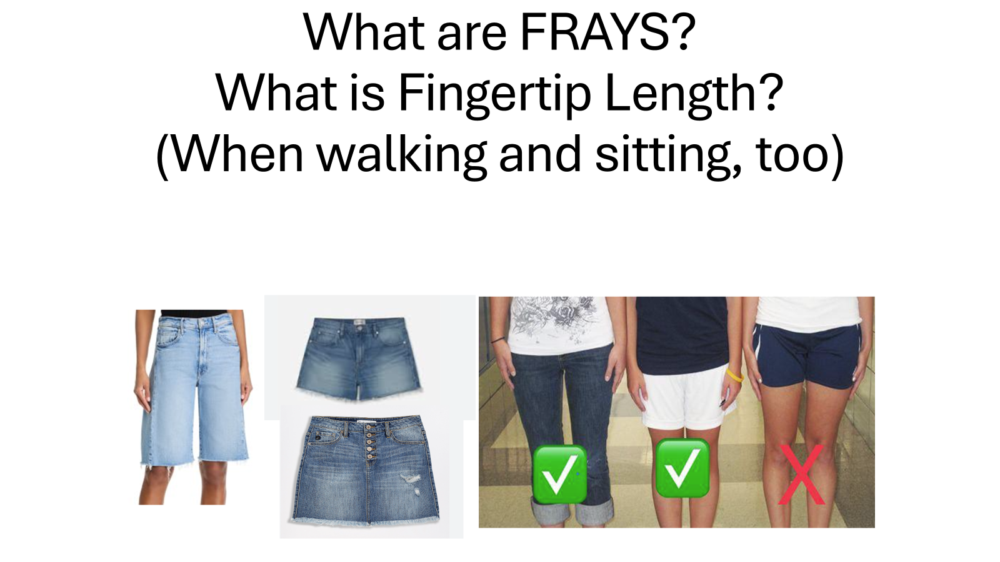 What are FRAYS?
What is Fingertip Length?
(When walking and sitting, too)
X